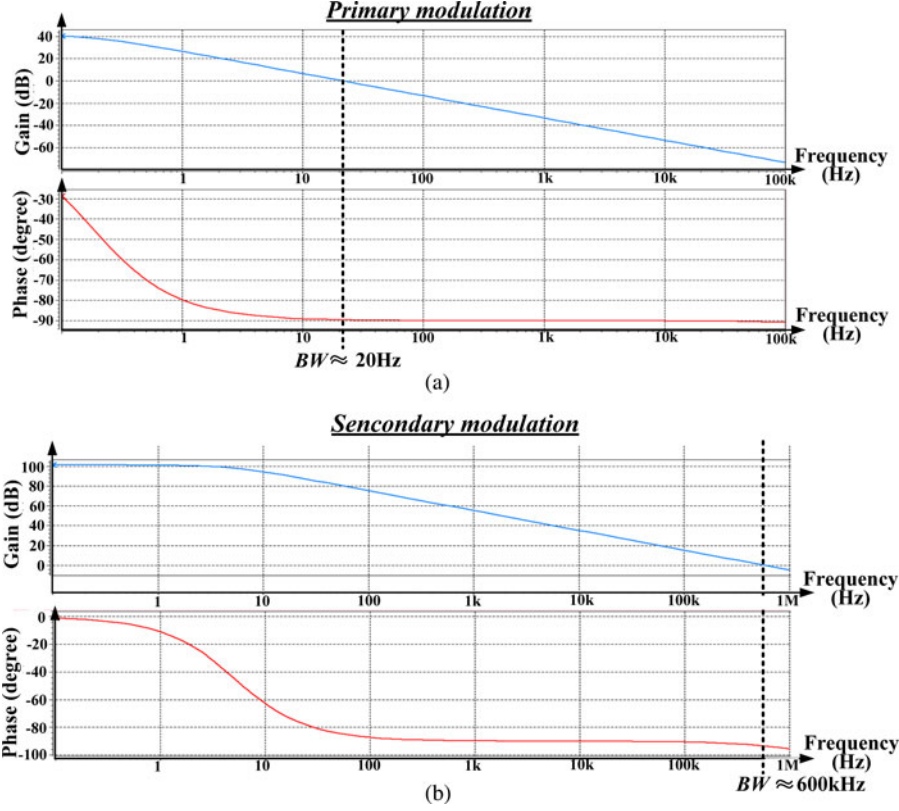 Primary modulation
Gain (dB)
40
20
0
-20
-40
-60
1
10
100
1k
10k
100k
Frequency
(Hz)
Phase (degree)
-30
-40
-50
-60
-70
-80
-90
1
10
100
1k
10k
100k
Frequency
(Hz)
BW ≈ 20Hz
(a)
Sencondary modulation
Gain (dB)
100
80
60
40
20
0
1
10
100
1k
10k
100k
1M
Frequency
(Hz)
Phase (degree)
0
-20
-40
-60
-80
-100
1
10
100
1k
10k
100k
1M
Frequency
(Hz)
BW ≈ 600kHz
(b)